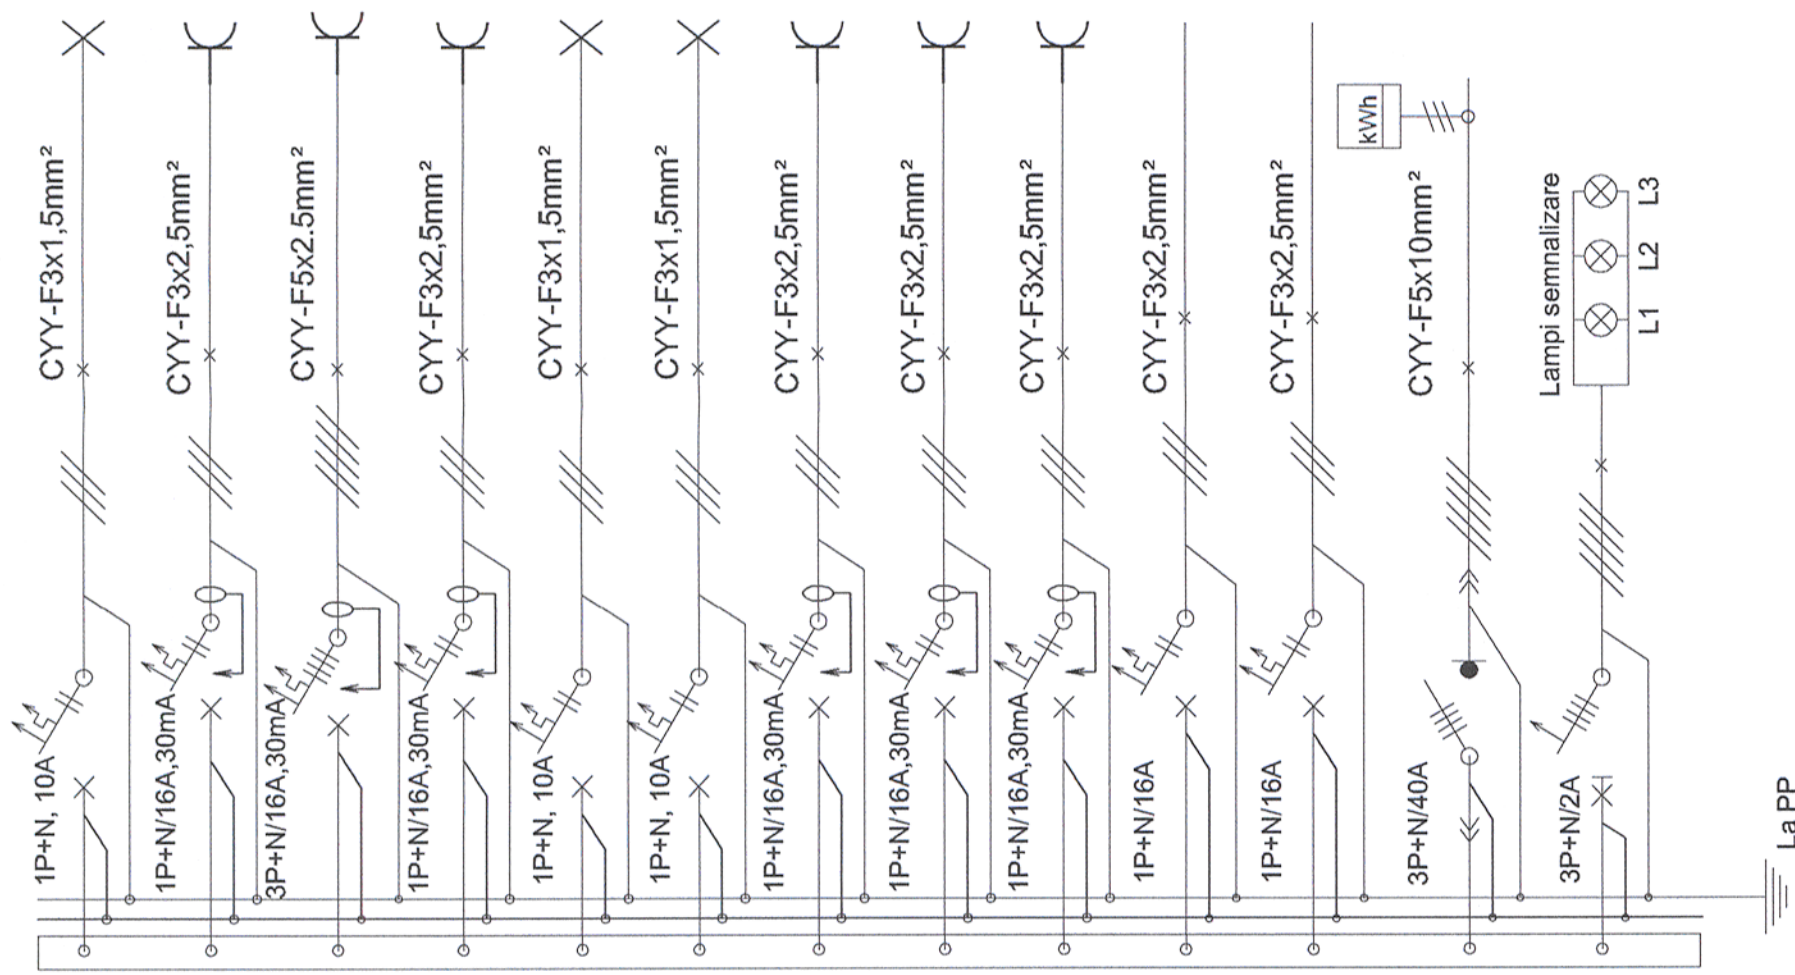 CYY-F3x1,5mm²
1P+N, 10A
CYY-F3x2,5mm²
1P+N/16A,30mA
CYY-F5x2.5mm²
3P+N/16A,30mA
CYY-F3x2,5mm²
1P+N/16A,30mA
CYY-F3x1,5mm²
1P+N, 10A
CYY-F3x1,5mm²
1P+N, 10A
CYY-F3x2,5mm²
1P+N/16A,30mA
CYY-F3x2,5mm²
1P+N/16A,30mA
CYY-F3x2,5mm²
1P+N/16A,30mA
CYY-F3x2,5mm²
1P+N/16A
CYY-F3x2,5mm²
1P+N/16A
kWh
CYY-F5x10mm²
3P+N/40A
Lampi semnalizare
L1 L2 L3
3P+N/2A
La PP